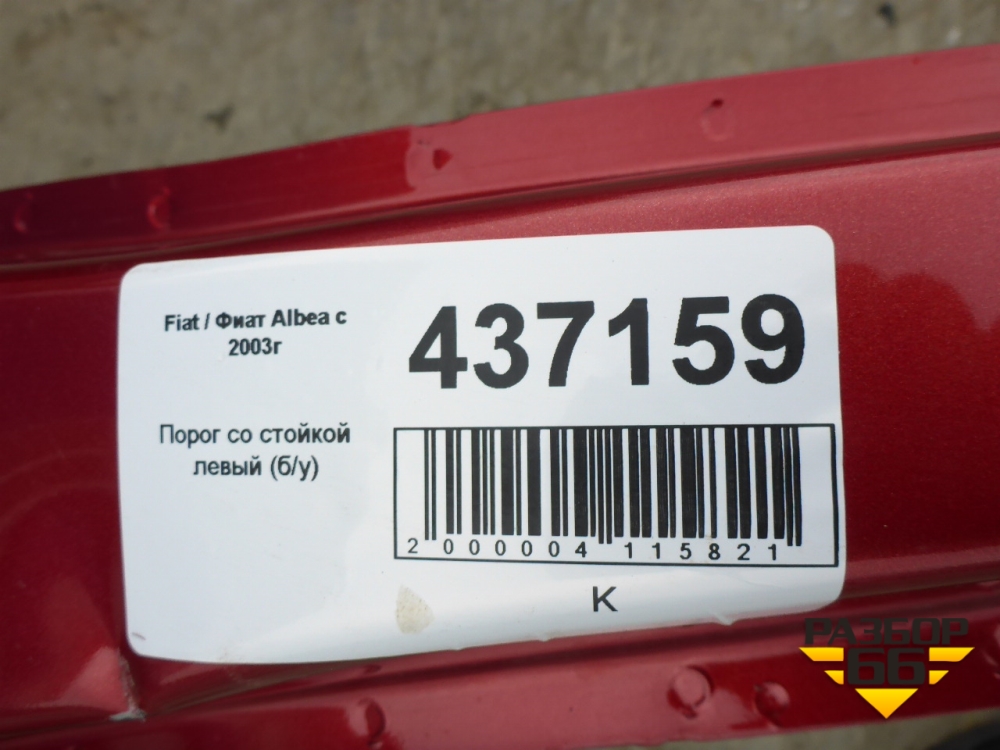 Fiat / Фиат Albea с
2003г
437159
Порог со стойкой
левый (б/у)
2 000004 115821
K
РАЗБОР
66